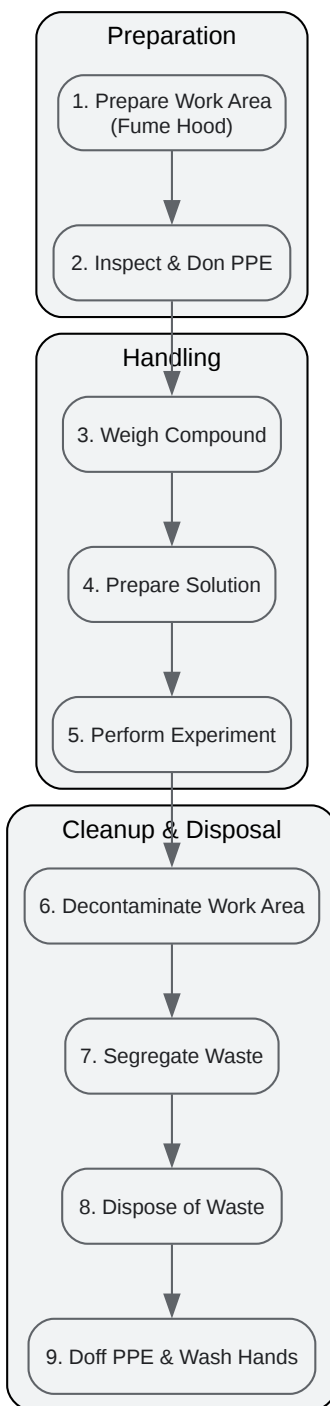 Preparation
1. Prepare Work Area
(Fume Hood)
2. Inspect & Don PPE
Handling
3. Weigh Compound
4. Prepare Solution
5. Perform Experiment
Cleanup & Disposal
6. Decontaminate Work Area
7. Segregate Waste
8. Dispose of Waste
9. Doff PPE & Wash Hands